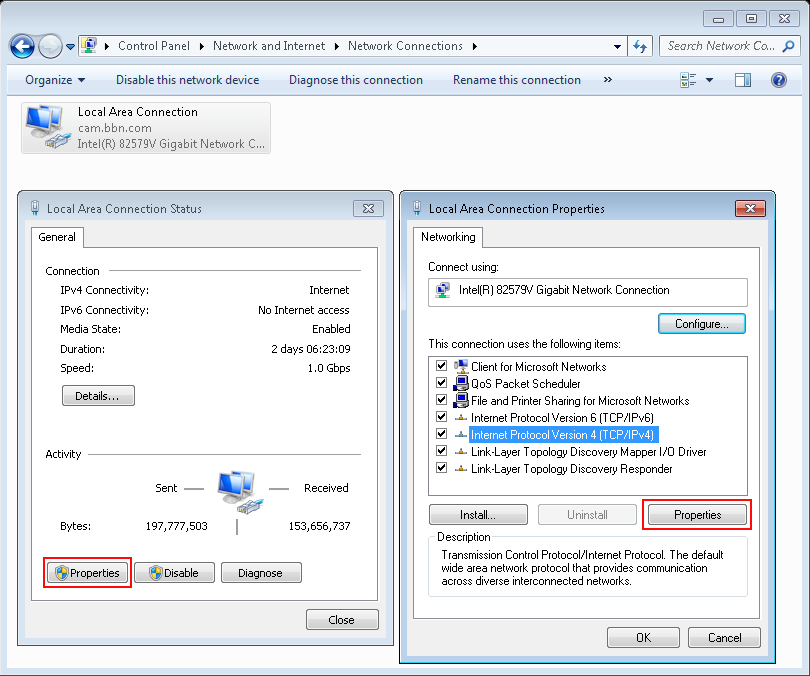 Control Panel Network and Internet Network Connections Search Network Co...
Organize Disable this network device Diagnose this connection Rename this connection »
Local Area Connection
cam.bbn.com
Intel(R) 82579V Gigabit Network C...
Local Area Connection Status
General
Connection
IPv4 Connectivity: Internet
IPv6 Connectivity: No Internet access
Media State: Enabled
Duration: 2 days 06:23:09
Speed: 1.0 Gbps
Details...
Activity
Sent Received
Bytes: 197,777,503 153,656,737
Properties Disable Diagnose
Close
Local Area Connection Properties
Networking
Connect using:
Intel(R) 82579V Gigabit Network Connection
Configure...
This connection uses the following items:
Client for Microsoft Networks
QoS Packet Scheduler
File and Printer Sharing for Microsoft Networks
Internet Protocol Version 6 (TCP/IPv6)
Internet Protocol Version 4 (TCP/IPv4)
Link-Layer Topology Discovery Mapper I/O Driver
Link-Layer Topology Discovery Responder
Install... Uninstall Properties
Description
Transmission Control Protocol/Internet Protocol. The default
wide area network protocol that provides communication
across diverse interconnected networks.
OK Cancel